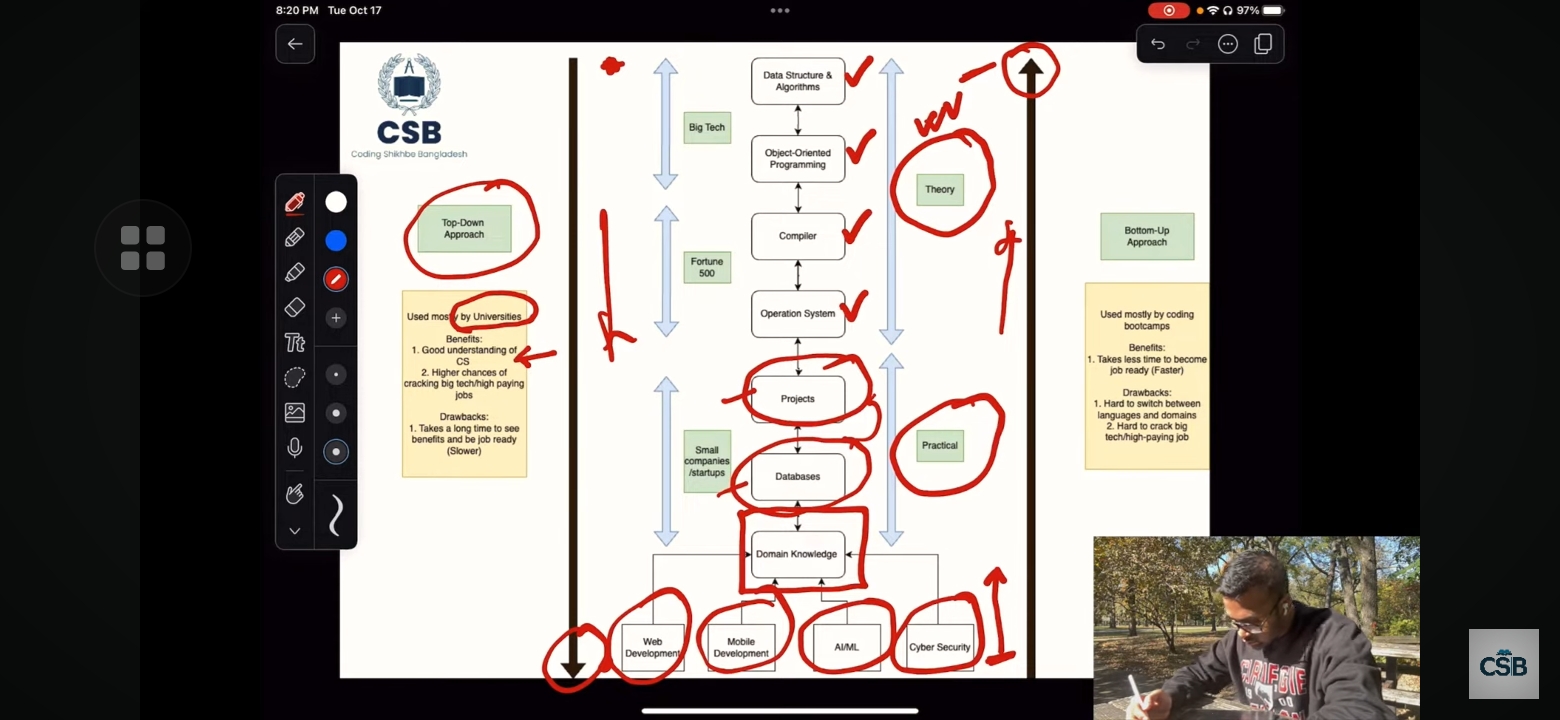 8:20 PM Tue Oct 17
97%
CSB
Coding Shikhbe Bangladesh
Data Structure &
Algorithms
Big Tech
Object-Oriented
Programming
Theory
Top-Down
Approach
Compiler
Bottom-Up
Approach
Fortune
500
Operation System
Used mostly by Universities
Benefits:
1. Good understanding of
CS
2. Higher chances of
cracking big tech/high paying
jobs
Drawbacks:
1. Takes a long time to see
benefits and be job ready
(Slower)
Used mostly by coding
bootcamps
Benefits:
1. Takes less time to become
job ready (Faster)
Drawbacks:
1. Hard to switch between
languages and domains
2. Hard to crack big
tech/high-paying job
Tt
Projects
Practical
Small
companies
/startups
Databases
Domain Knowledge
Web
Development
Mobile
Development
AI/ML
Cyber Security
CSB